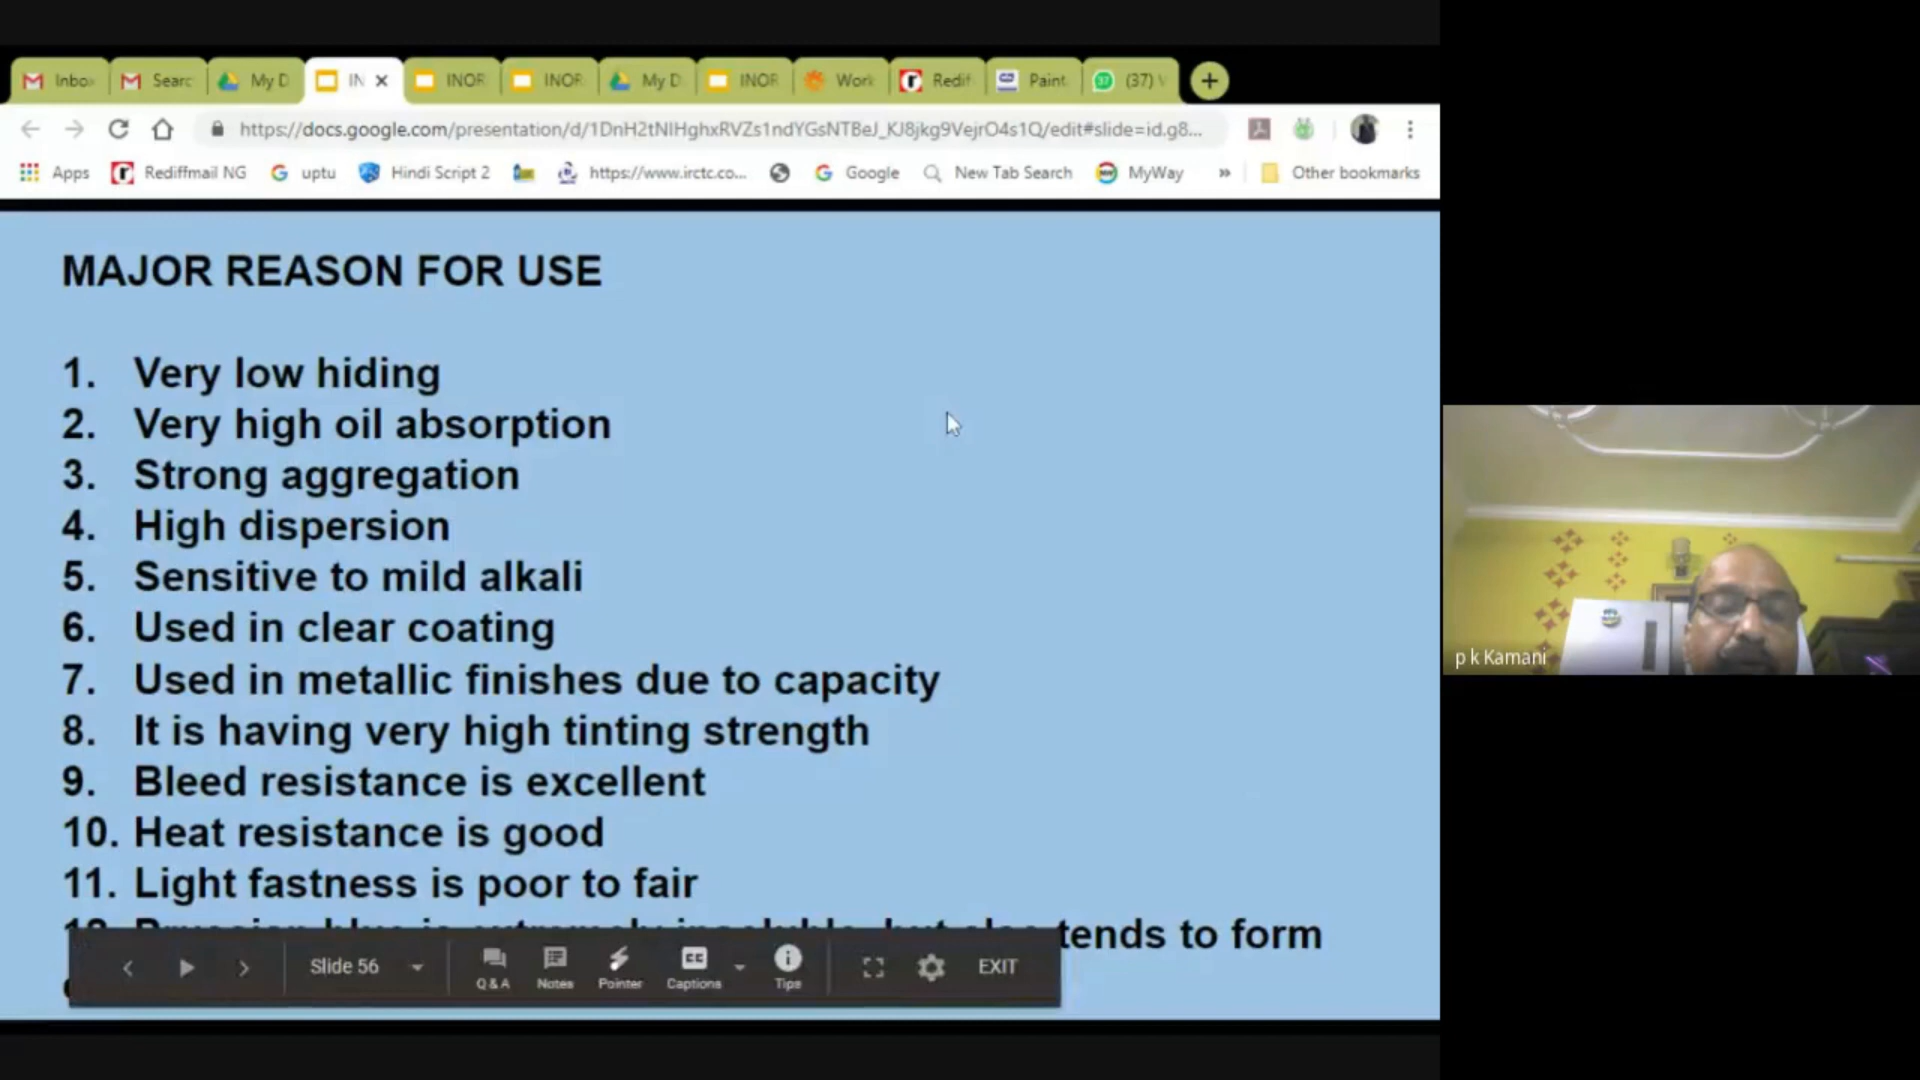 Inbo
Searc
My D
IN
INOR
INOR
My D
INOR
Work
Redif
Paint
(37)
https://docs.google.com/presentation/d/1DnH2tNlHghxRVZs1ndYGsNTBeJ_KJ8jkg9VejrO4s1Q/edit#slide=id.g8...
Apps
Rediffmail NG
uptu
Hindi Script 2
https://www.irctc.co...
Google
New Tab Search
MyWay
»
Other bookmarks
MAJOR REASON FOR USE
1. Very low hiding
2. Very high oil absorption
3. Strong aggregation
4. High dispersion
5. Sensitive to mild alkali
6. Used in clear coating
7. Used in metallic finishes due to capacity
8. It is having very high tinting strength
9. Bleed resistance is excellent
10. Heat resistance is good
11. Light fastness is poor to fair
12. Prussian blue is extremely insoluble, but also tends to form
Slide 56
Q & A
Notes
Pointer
CC
Captions
Tips
EXIT
p k Kamani